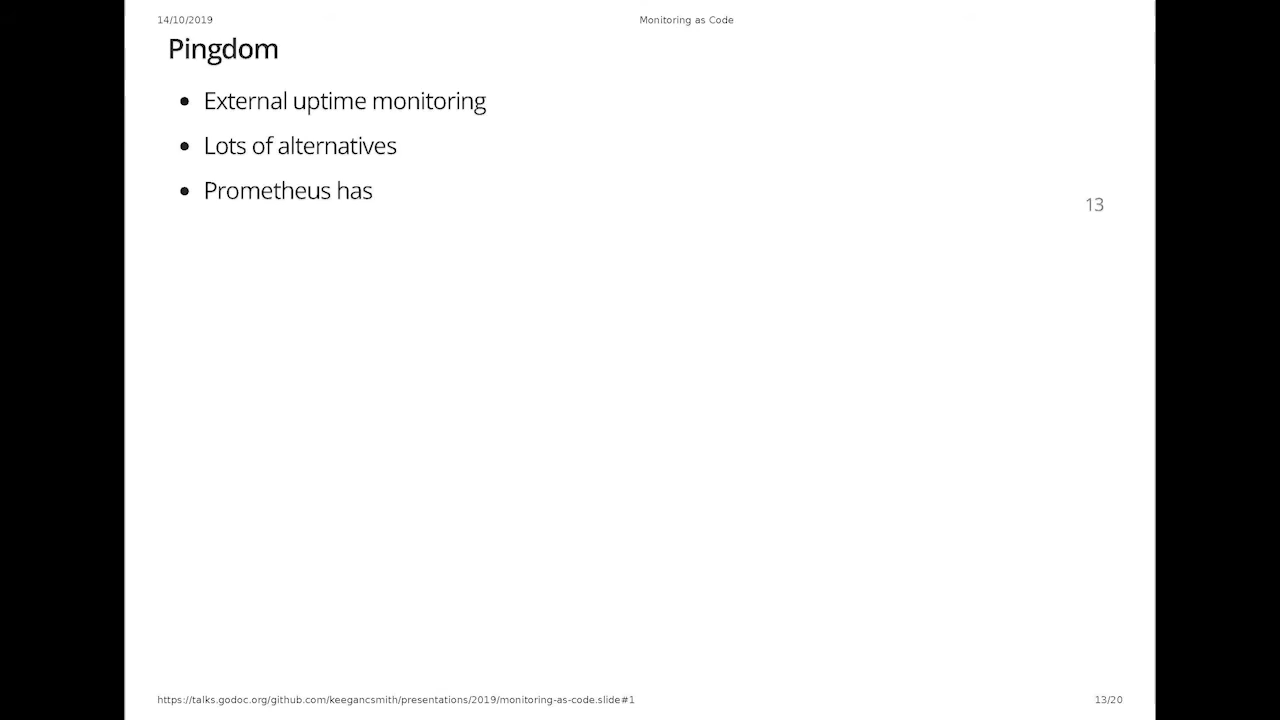 14/10/2019 Monitoring as Code
Pingdom
• External uptime monitoring
• Lots of alternatives
• Prometheus has
13
https://talks.godoc.org/github.com/keegancsmith/presentations/2019/monitoring-as-code.slide#1 13/20